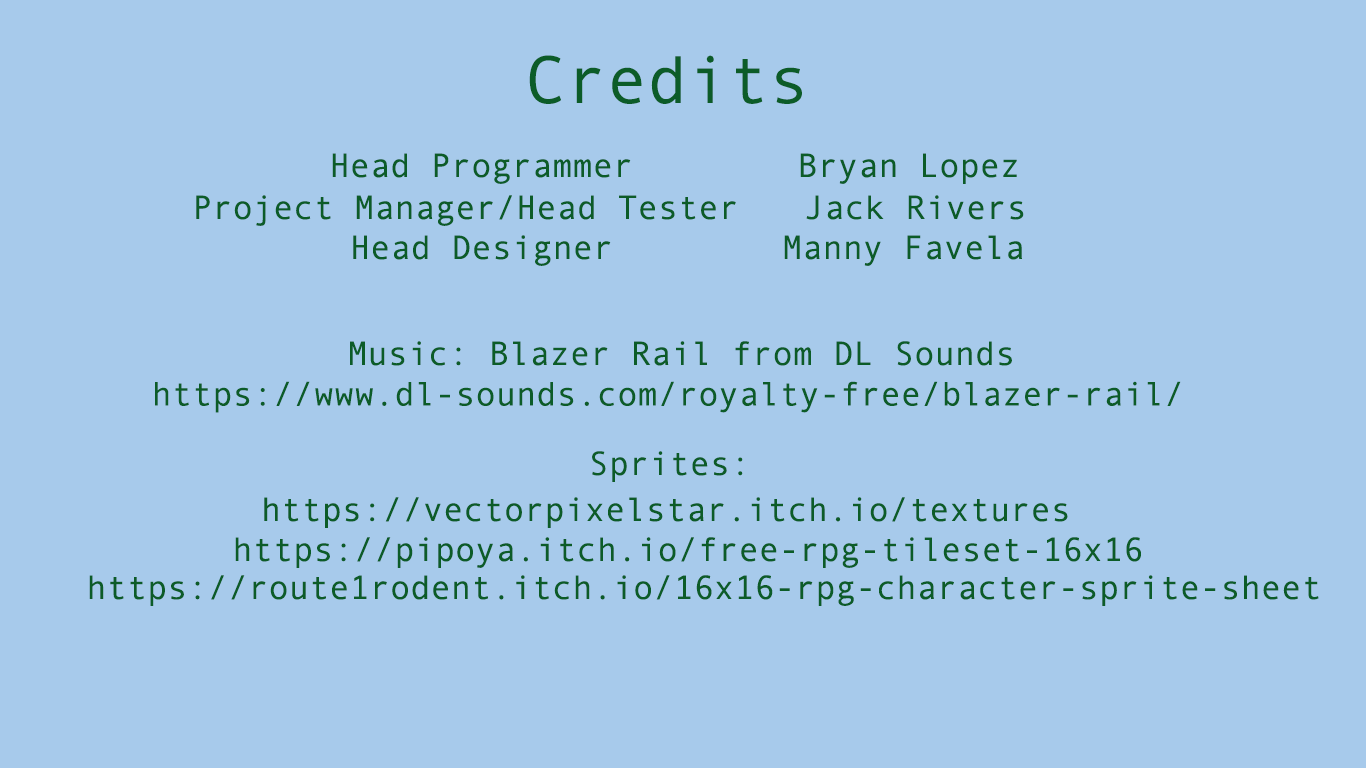 Credits
Head Programmer Bryan Lopez
Project Manager/Head Tester Jack Rivers
Head Designer Manny Favela
Music: Blazer Rail from DL Sounds
https://www.dl-sounds.com/royalty-free/blazer-rail/
Sprites:
https://vectorpixelstar.itch.io/textures
https://pipoya.itch.io/free-rpg-tileset-16x16
https://route1rodent.itch.io/16x16-rpg-character-sprite-sheet